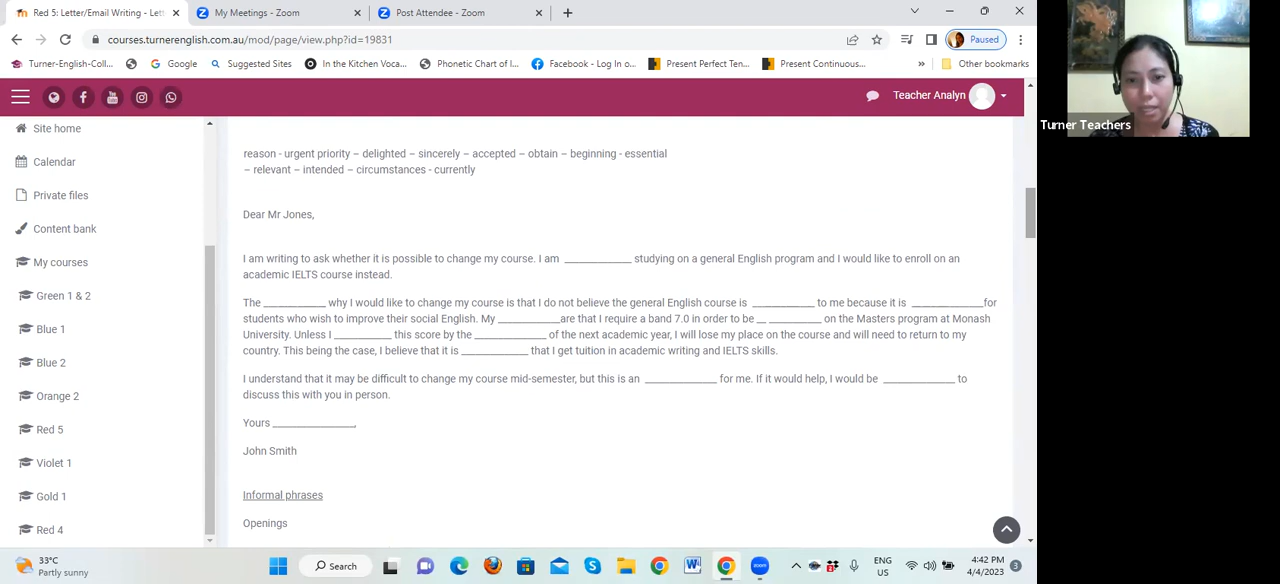 Red 5: Letter/Email Writing - Lett
My Meetings - Zoom
Post Attendee - Zoom
courses.turnerenglish.com.au/mod/page/view.php?id=19831
Paused
Turner-English-Coll...
Google
Suggested Sites
In the Kitchen Voca...
Phonetic Chart of I...
Facebook - Log In o...
Present Perfect Ten...
Present Continuous...
»
Other bookmarks
Teacher Analyn
Turner Teachers
Site home
Calendar
Private files
Content bank
My courses
Green 1 & 2
Blue 1
Blue 2
Orange 2
Red 5
Violet 1
Gold 1
Red 4
reason - urgent priority – delighted – sincerely – accepted – obtain – beginning - essential
– relevant – intended – circumstances - currently
Dear Mr Jones,
I am writing to ask whether it is possible to change my course. I am ____________ studying on a general English program and I would like to enroll on an
academic IELTS course instead.
The ___________ why I would like to change my course is that I do not believe the general English course is ___________ to me because it is _____________for
students who wish to improve their social English. My ___________are that I require a band 7.0 in order to be __ _________ on the Masters program at Monash
University. Unless I __________ this score by the _____________ of the next academic year, I will lose my place on the course and will need to return to my
country. This being the case, I believe that it is ____________ that I get tuition in academic writing and IELTS skills.
I understand that it may be difficult to change my course mid-semester, but this is an _____________ for me. If it would help, I would be _____________ to
discuss this with you in person.
Yours _______________,
John Smith
Informal phrases
Openings
33°C
Partly sunny
Search
ENG
US
4:42 PM
4/4/2023
3